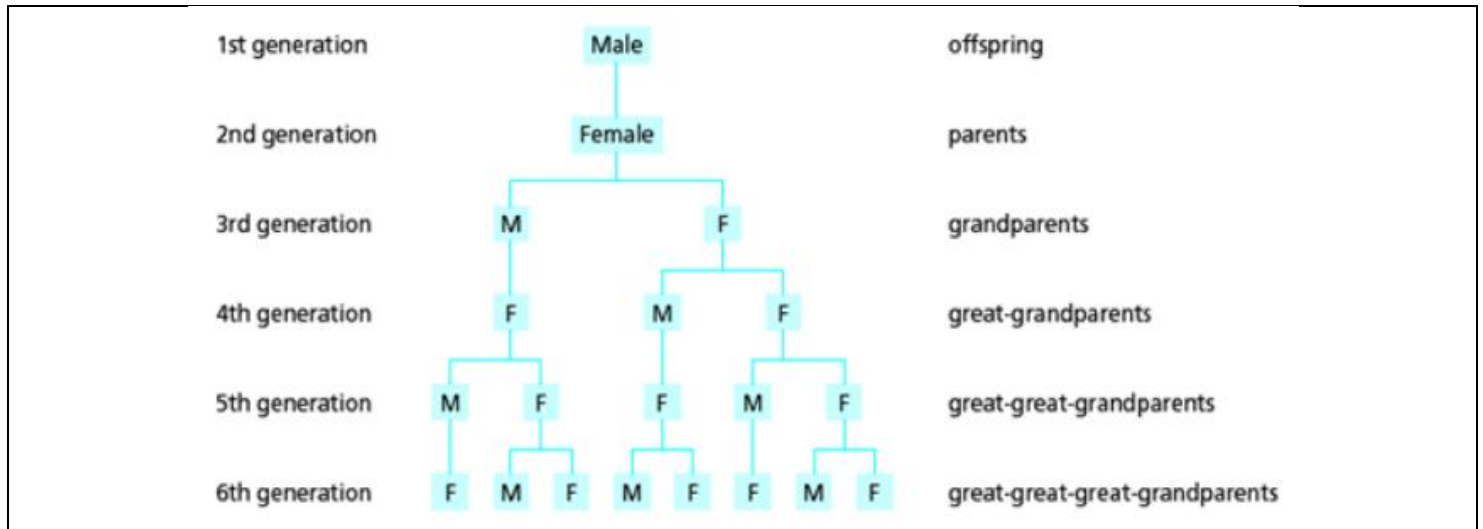 1st generation Male offspring
2nd generation Female parents
3rd generation M F grandparents
4th generation F M F great-grandparents
5th generation M F F M F great-great-grandparents
6th generation F M F M F F M F great-great-great-grandparents